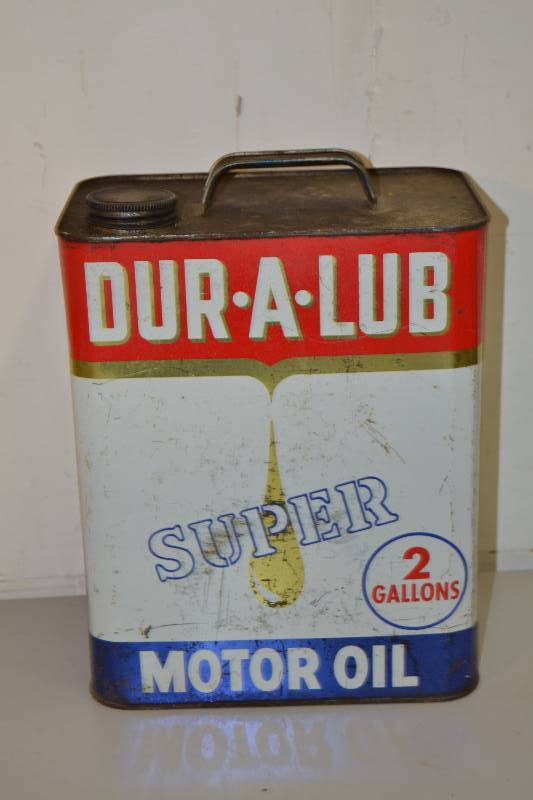 DUR·A·LUB
SUPER
2
GALLONS
MOTOR OIL